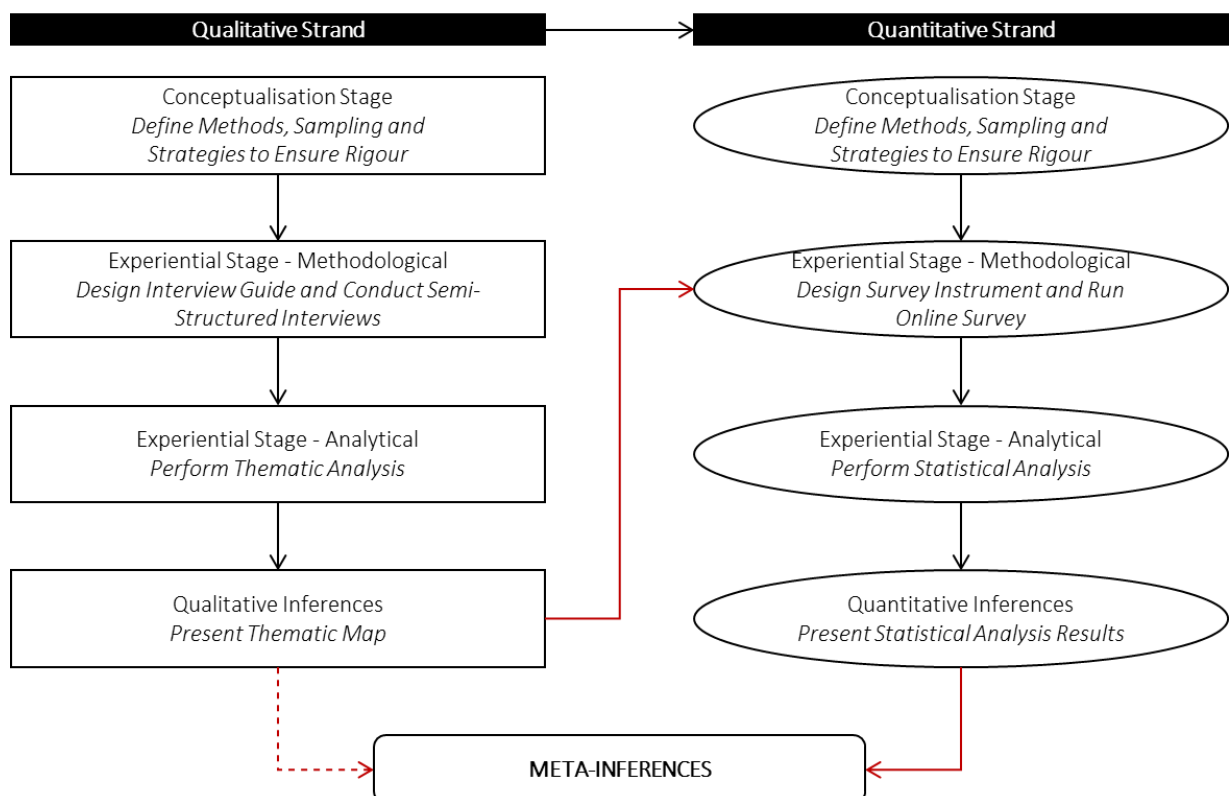 Qualitative Strand
Quantitative Strand
Conceptualisation Stage
Define Methods, Sampling and
Strategies to Ensure Rigour
Conceptualisation Stage
Define Methods, Sampling and
Strategies to Ensure Rigour
Experiential Stage - Methodological
Design Interview Guide and Conduct Semi-
Structured Interviews
Experiential Stage - Methodological
Design Survey Instrument and Run
Online Survey
Experiential Stage - Analytical
Perform Thematic Analysis
Experiential Stage - Analytical
Perform Statistical Analysis
Qualitative Inferences
Present Thematic Map
Quantitative Inferences
Present Statistical Analysis Results
META-INFERENCES